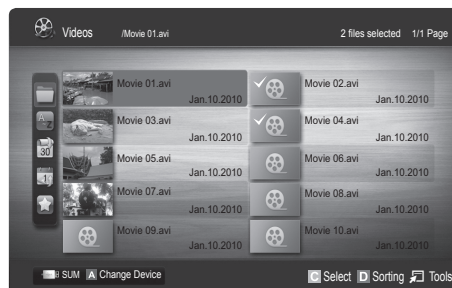 Videos /Movie 01.avi 2 files selected 1/1 Page
Movie 01.avi Movie 02.avi
Jan.10.2010 Jan.10.2010
Movie 03.avi Movie 04.avi
Jan.10.2010 Jan.10.2010
Movie 05.avi Movie 06.avi
Jan.10.2010 Jan.10.2010
Movie 07.avi Movie 08.avi
Jan.10.2010 Jan.10.2010
Movie 09.avi Movie 10.avi
Jan.10.2010 Jan.10.2010
A Z
30
1
SUM A Change Device C Select D Sorting Tools